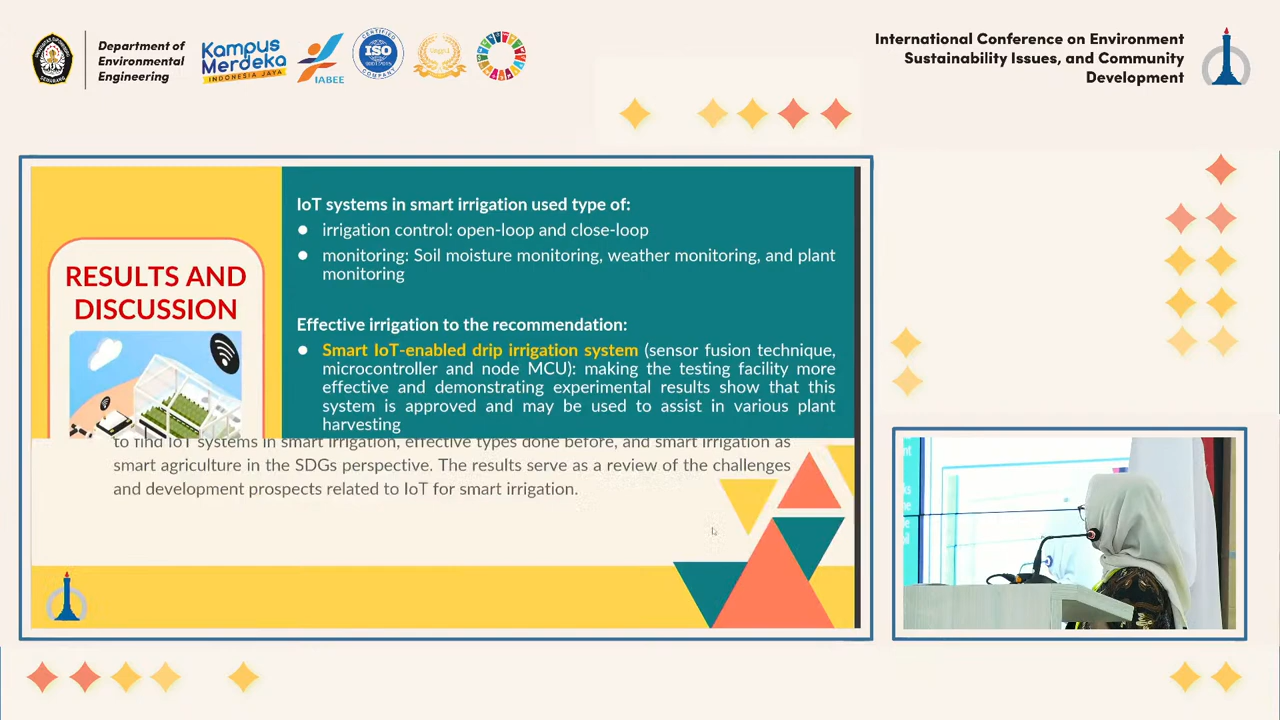 Department of
Environmental
Engineering
Kampus
Merdeka
INDONESIA JAYA
IABEE
CERTIFIED
ISO
9001:2015
COMPANY
International Conference on Environment
Sustainability Issues, and Community
Development
RESULTS AND
DISCUSSION
IoT systems in smart irrigation used type of:
● irrigation control: open-loop and close-loop
● monitoring: Soil moisture monitoring, weather monitoring, and plant
monitoring
Effective irrigation to the recommendation:
● Smart IoT-enabled drip irrigation system (sensor fusion technique,
microcontroller and node MCU): making the testing facility more
effective and demonstrating experimental results show that this
system is approved and may be used to assist in various plant
harvesting
to find IoT systems in smart irrigation, effective types done before, and smart irrigation as
smart agriculture in the SDGs perspective. The results serve as a review of the challenges
and development prospects related to IoT for smart irrigation.